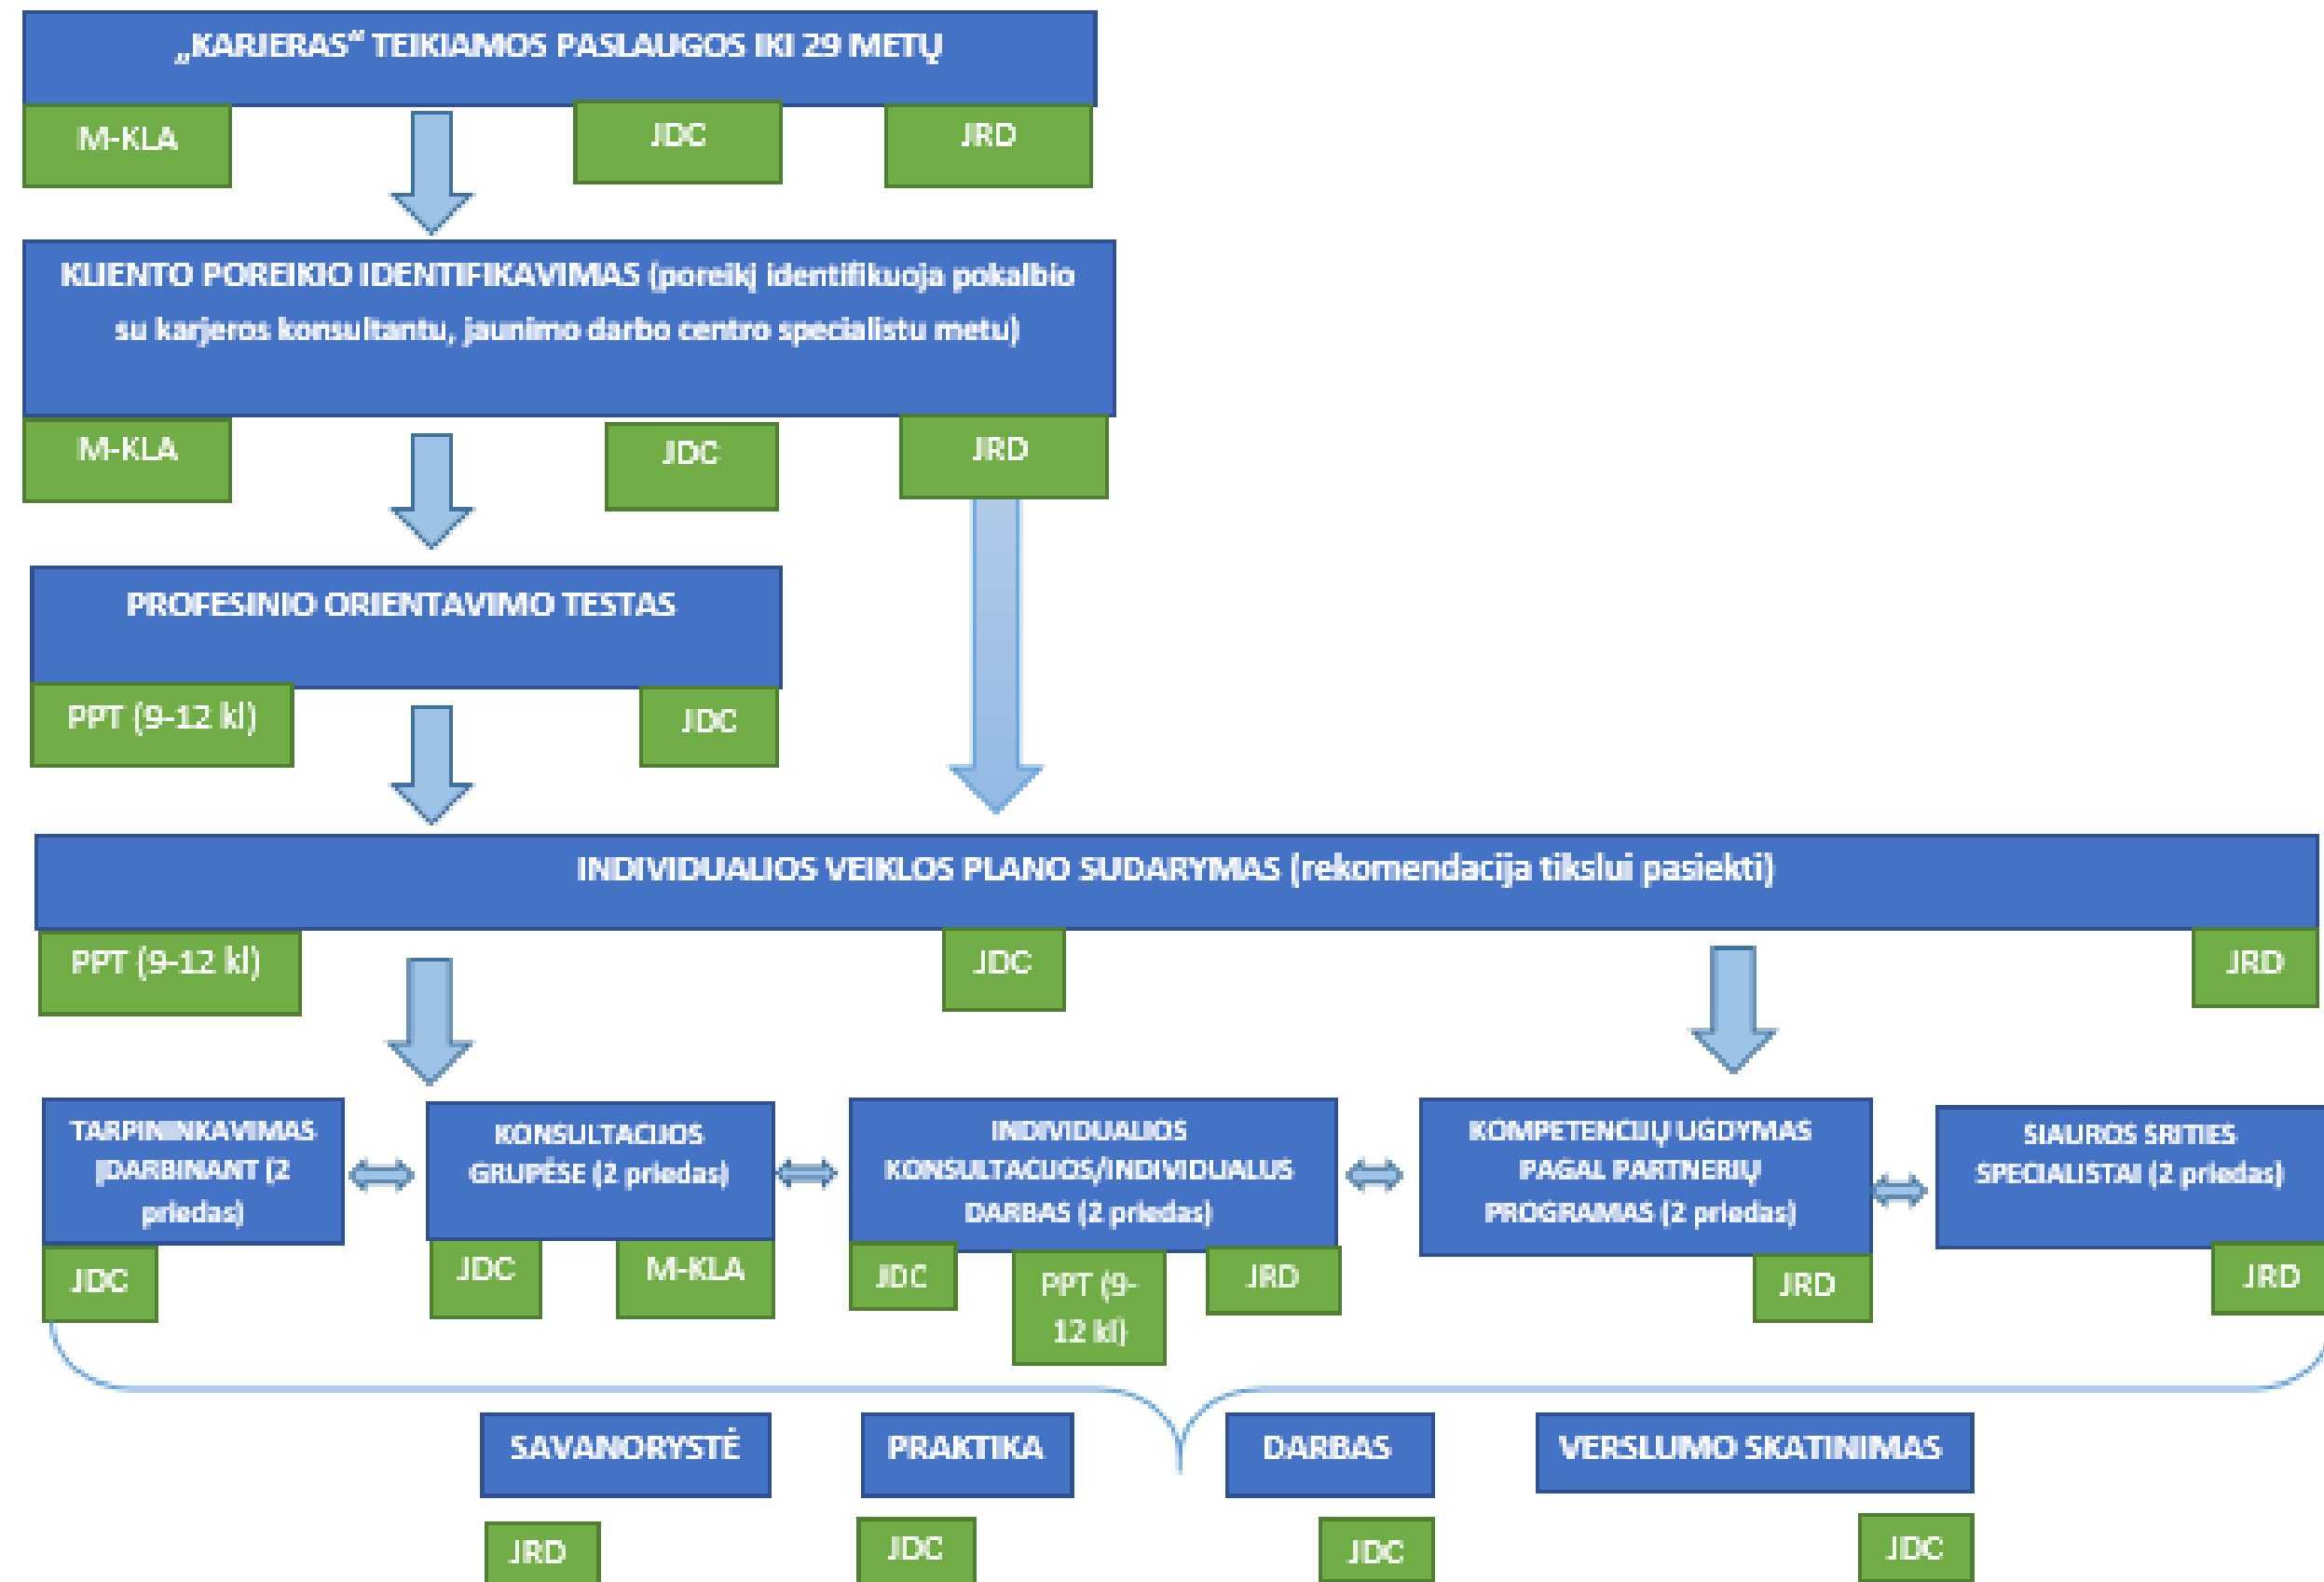 „KARJERAS“ TEIKIAMOS PASLAUGOS IKI 29 METŲ
M-KLA
JDC
JRD
KLIENTO POREIKIO IDENTIFIKAVIMAS (poreikį identifikuoja pokalbio
su karjeros konsultantu, jaunimo darbo centro specialistu metu)
M-KLA
JDC
JRD
PROFESINIO ORIENTAVIMO TESTAS
PPT (9-12 kl)
JDC
INDIVIDUALIOS VEIKLOS PLANO SUDARYMAS (rekomendacija tikslui pasiekti)
PPT (9-12 kl)
JDC
JRD
TARPININKAVIMAS
ĮDARBINANT (2
priedas)
JDC
KONSULTACIJOS
GRUPĖSE (2 priedas)
JDC
M-KLA
INDIVIDUALIOS
KONSULTACIJOS/INDIVIDUALUS
DARBAS (2 priedas)
JDC
PPT (9-
12 kl)
JRD
KOMPETENCIJŲ UGDYMAS
PAGAL PARTNERIŲ
PROGRAMAS (2 priedas)
JRD
SIAUROS SRITIES
SPECIALISTAI (2 priedas)
JRD
SAVANORYSTĖ
PRAKTIKA
DARBAS
VERSLUMO SKATINIMAS
JRD
JDC
JDC
JDC